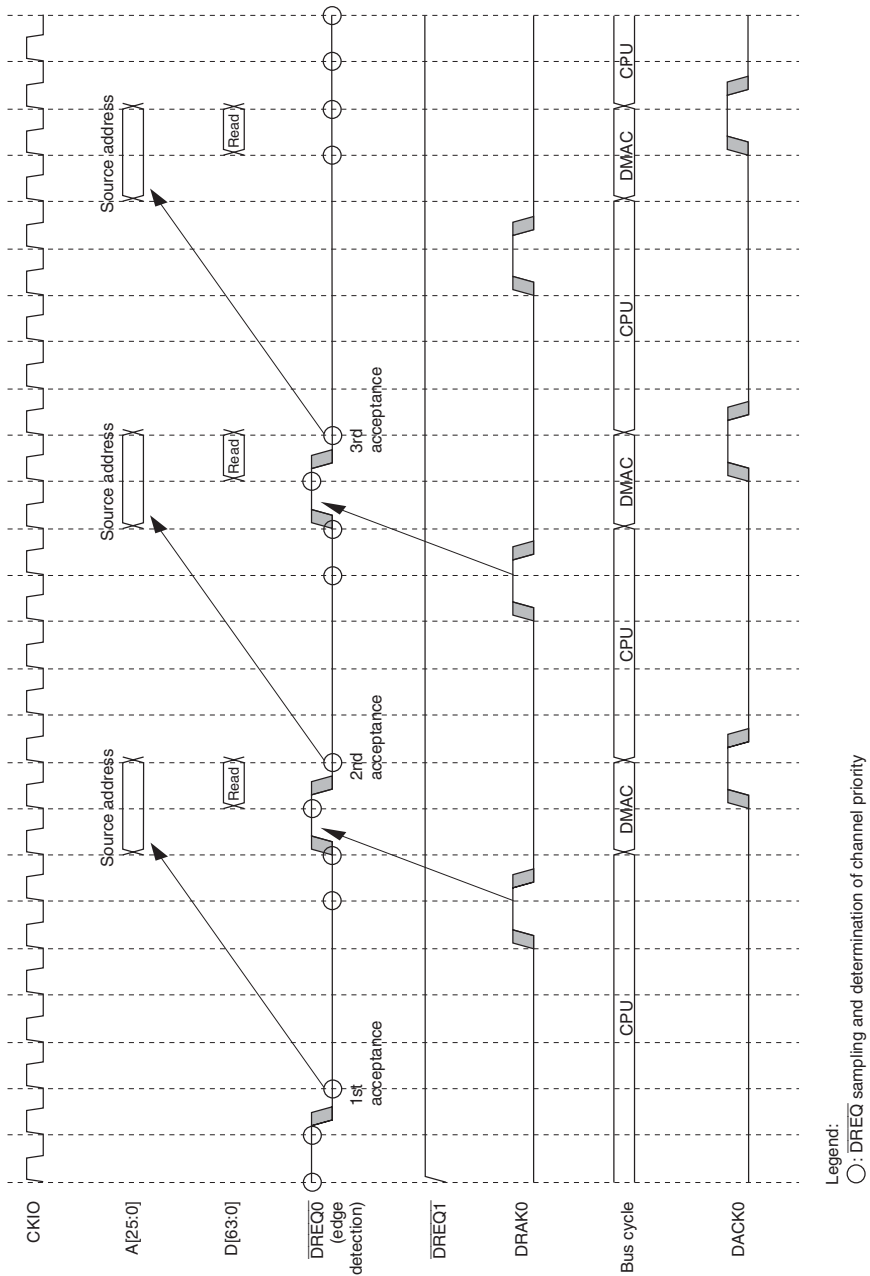 CKIO
A[25:0]
Source address
Source address
Source address
D[63:0]
Read
Read
Read
DREQ0
(edge
detection)
1st
acceptance
2nd
acceptance
3rd
acceptance
DREQ1
DRAK0
Bus cycle
CPU
DMAC
CPU
DMAC
CPU
DMAC
CPU
DACK0
Legend:
○: DREQ sampling and determination of channel priority